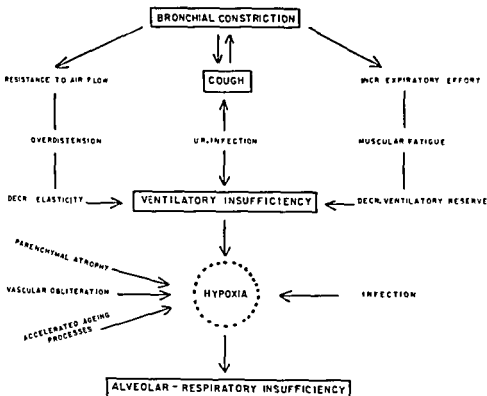 BRONCHIAL CONSTRICTION
RESISTANCE TO AIR FLOW
COUGH
INCR EXPIRATORY EFFORT
OVERDISTENSION
UR. INFECTION
MUSCULAR FATIGUE
DECR. ELASTICITY
VENTILATORY INSUFFICIENCY
DECR. VENTILATORY RESERVE
PARENCHYMAL ATROPHY
VASCULAR OBLITERATION
HYPOXIA
INFECTION
ACCELERATED AGEING
PROCESSES
ALVEOLAR - RESPIRATORY INSUFFICIENCY